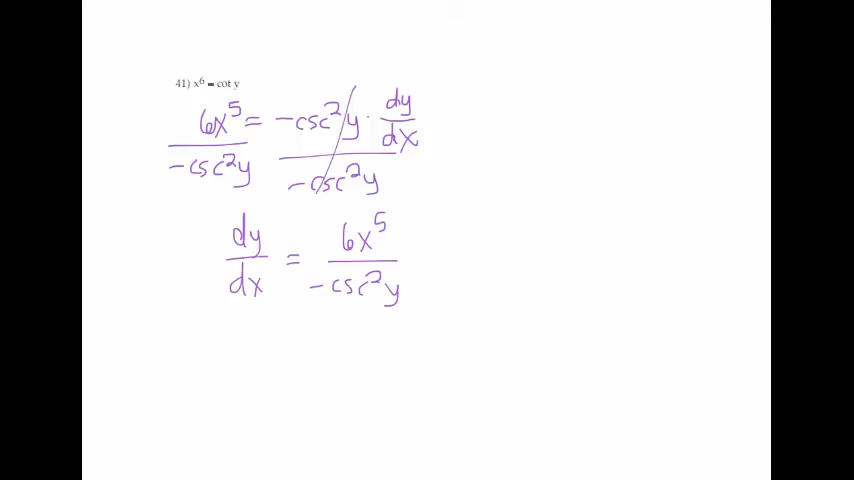 41) x⁶ = cot y
6x⁵ = -csc²y · dy/dx
-csc²y -csc²y
dy/dx = 6x⁵/-csc²y